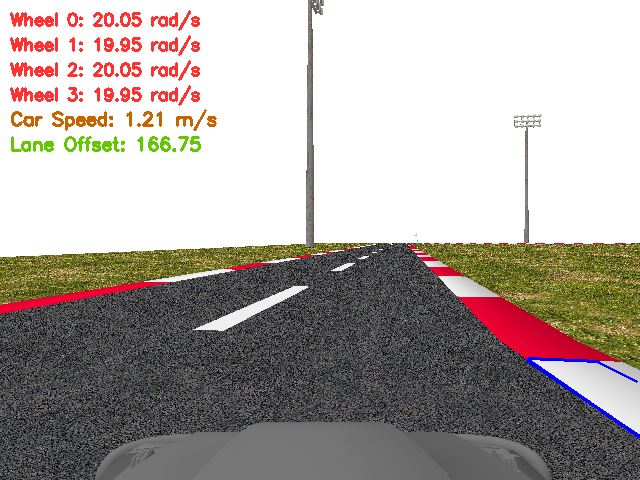 Wheel 0: 20.05 rad/s
Wheel 1: 19.95 rad/s
Wheel 2: 20.05 rad/s
Wheel 3: 19.95 rad/s
Car Speed: 1.21 m/s
Lane Offset: 166.75